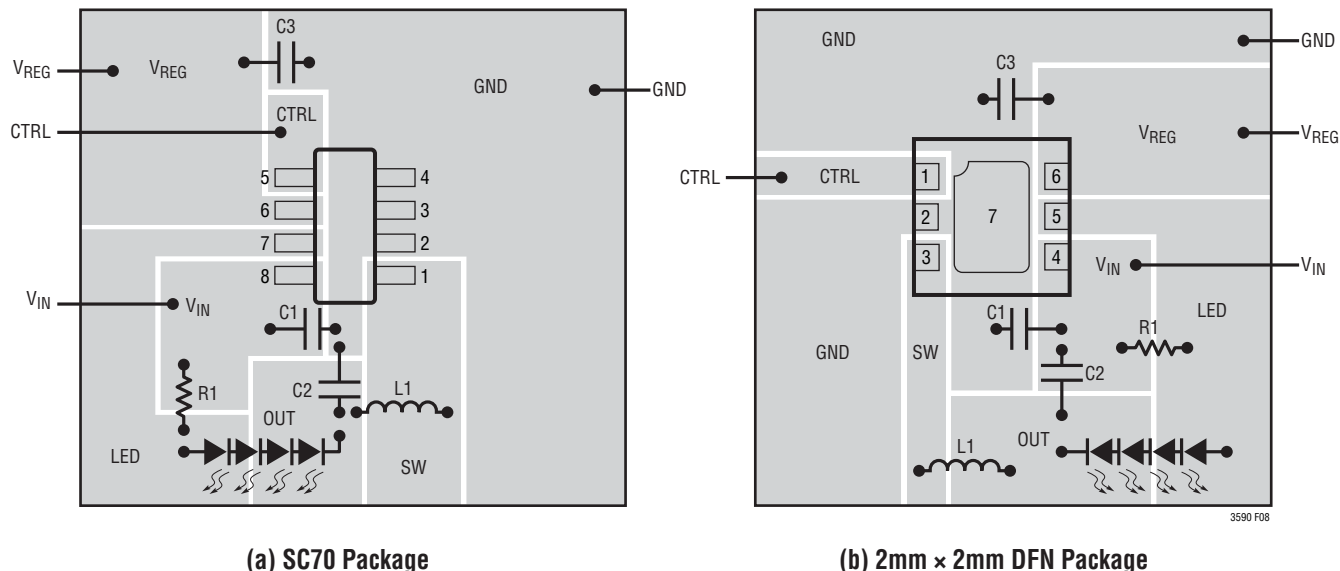 C3
VREG
VREG
GND
GND
CTRL
CTRL
5
4
6
3
7
2
8
1
VIN
VIN
C1
R1
C2
L1
OUT
LED
SW
(a) SC70 Package
GND
GND
C3
VREG
VREG
CTRL
CTRL
1
6
2
7
5
3
4
VIN
VIN
C1
LED
R1
GND
SW
C2
OUT
L1
3590 F08
(b) 2mm × 2mm DFN Package